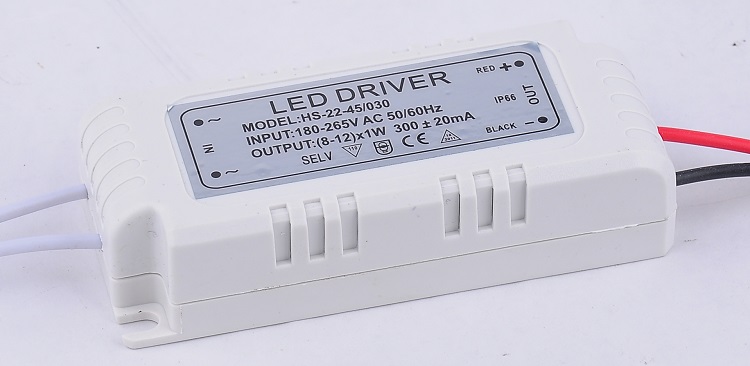 LED DRIVER
MODEL:HS-22-45/030
INPUT:180-265V AC 50/60Hz
OUTPUT:(8-12)x1W 300 ± 20mA
SELV CE
~
IN
~
RED +
IP66
OUT
BLACK −